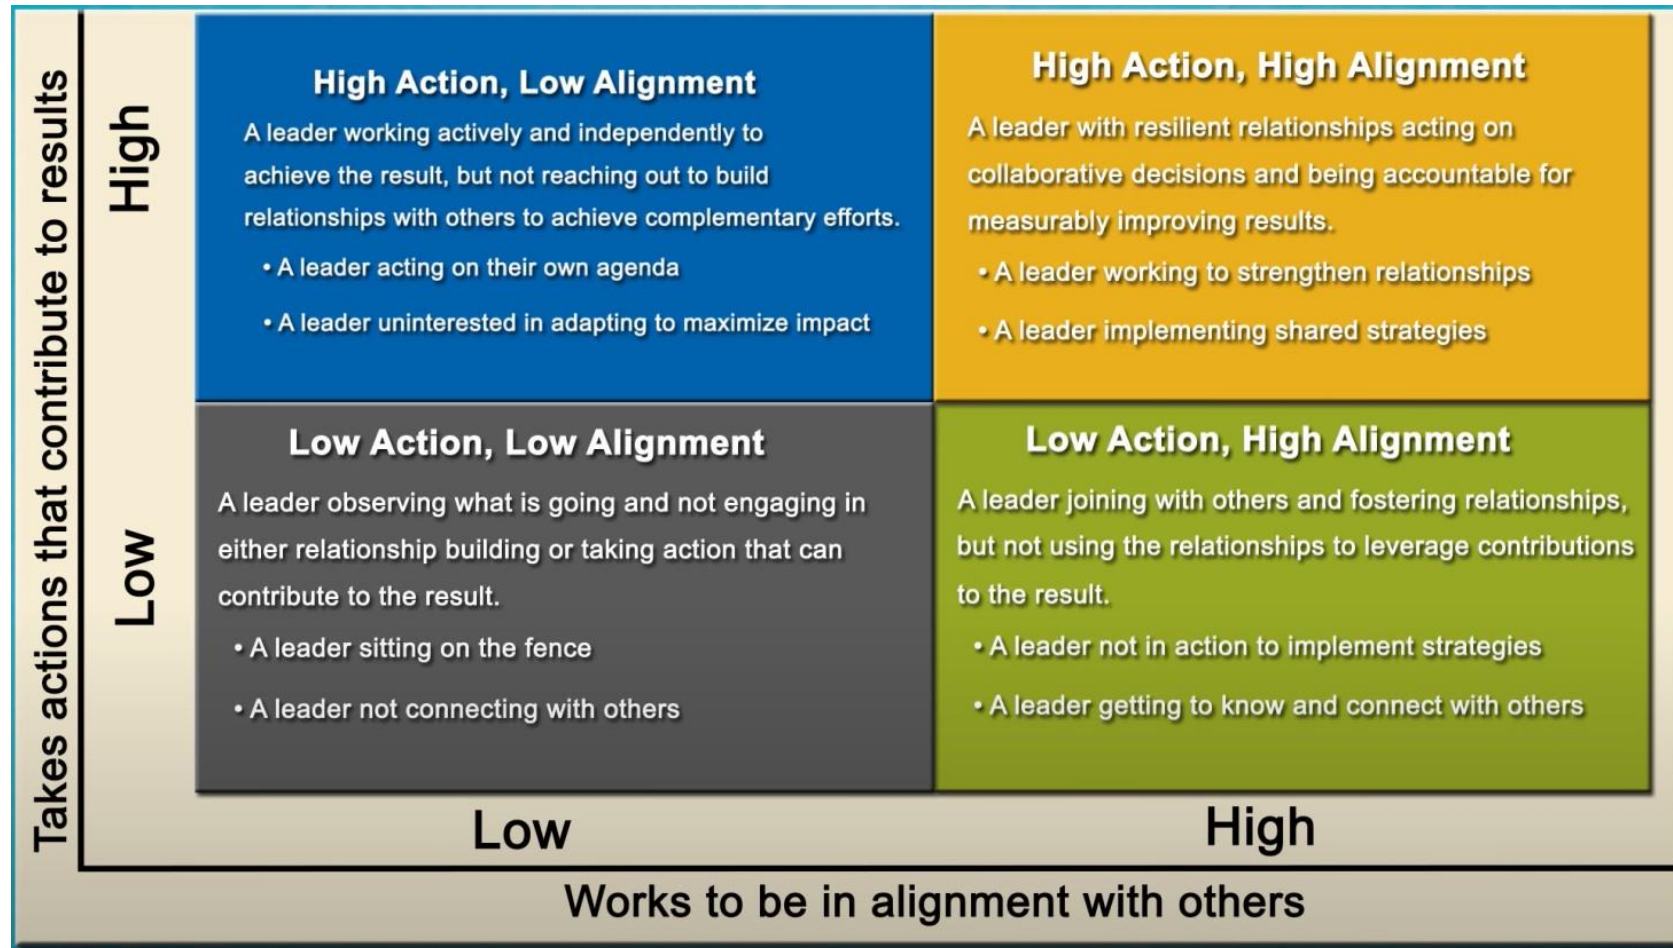 Takes actions that contribute to results
High
Low
High Action, Low Alignment
A leader working actively and independently to
achieve the result, but not reaching out to build
relationships with others to achieve complementary efforts.
• A leader acting on their own agenda
• A leader uninterested in adapting to maximize impact
High Action, High Alignment
A leader with resilient relationships acting on
collaborative decisions and being accountable for
measurably improving results.
• A leader working to strengthen relationships
• A leader implementing shared strategies
Low Action, Low Alignment
A leader observing what is going and not engaging in
either relationship building or taking action that can
contribute to the result.
• A leader sitting on the fence
• A leader not connecting with others
Low Action, High Alignment
A leader joining with others and fostering relationships,
but not using the relationships to leverage contributions
to the result.
• A leader not in action to implement strategies
• A leader getting to know and connect with others
Low
High
Works to be in alignment with others